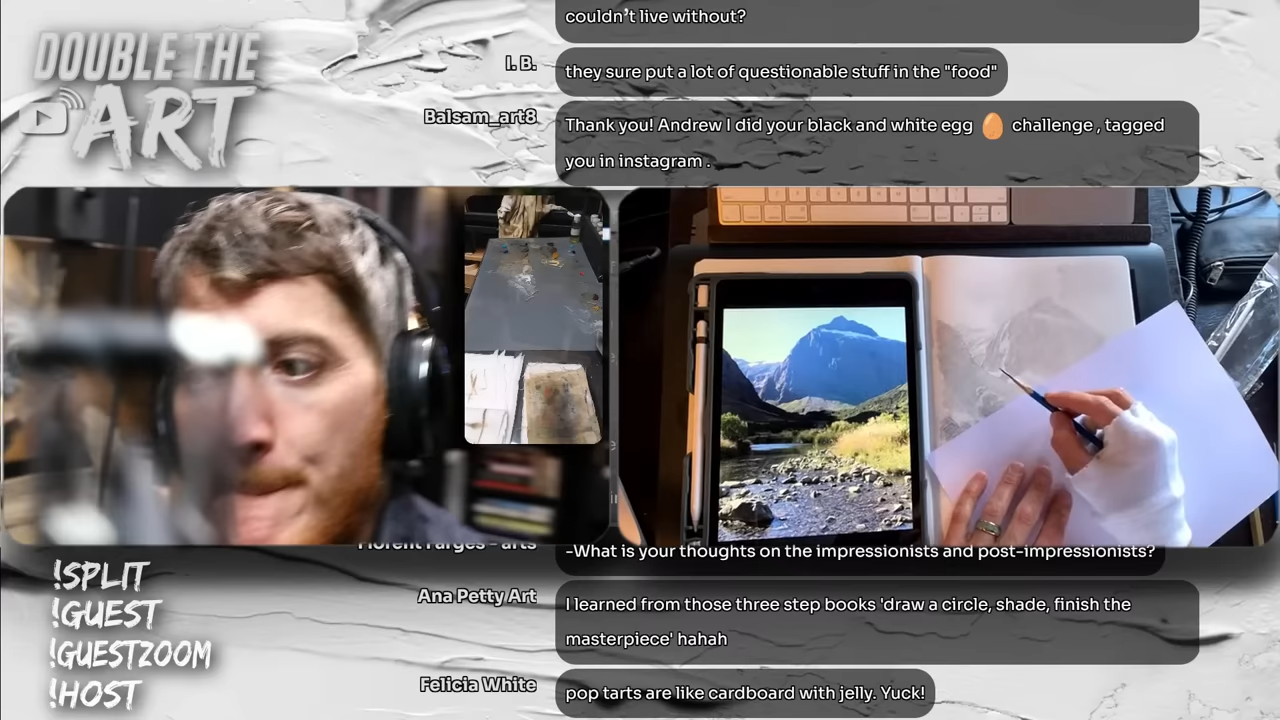 DOUBLE THE
ART
couldn't live without?
I. B.
they sure put a lot of questionable stuff in the "food"
Balsam_art8
Thank you! Andrew I did your black and white egg 🥚 challenge , tagged
you in instagram .
Florent Farges - arts
-What is your thoughts on the impressionists and post-impressionists?
Ana Petty Art
I learned from those three step books 'draw a circle, shade, finish the
masterpiece' hahah
Felicia White
pop tarts are like cardboard with jelly. Yuck!
!SPLIT
!GUEST
!GUESTZOOM
!HOST